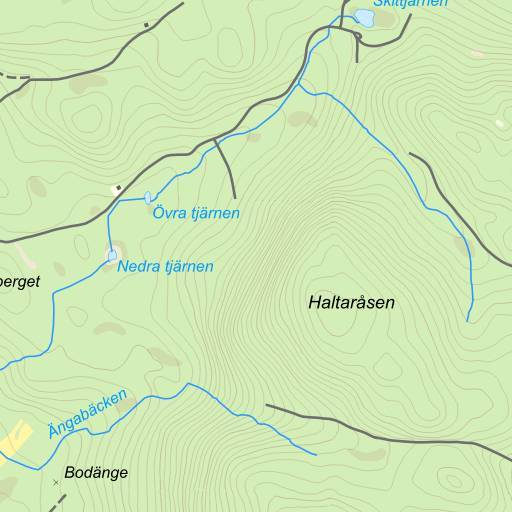 Skittjärnen
Övra tjärnen
Nedra tjärnen
berget
Haltaråsen
Ängabäcken
Bodänge